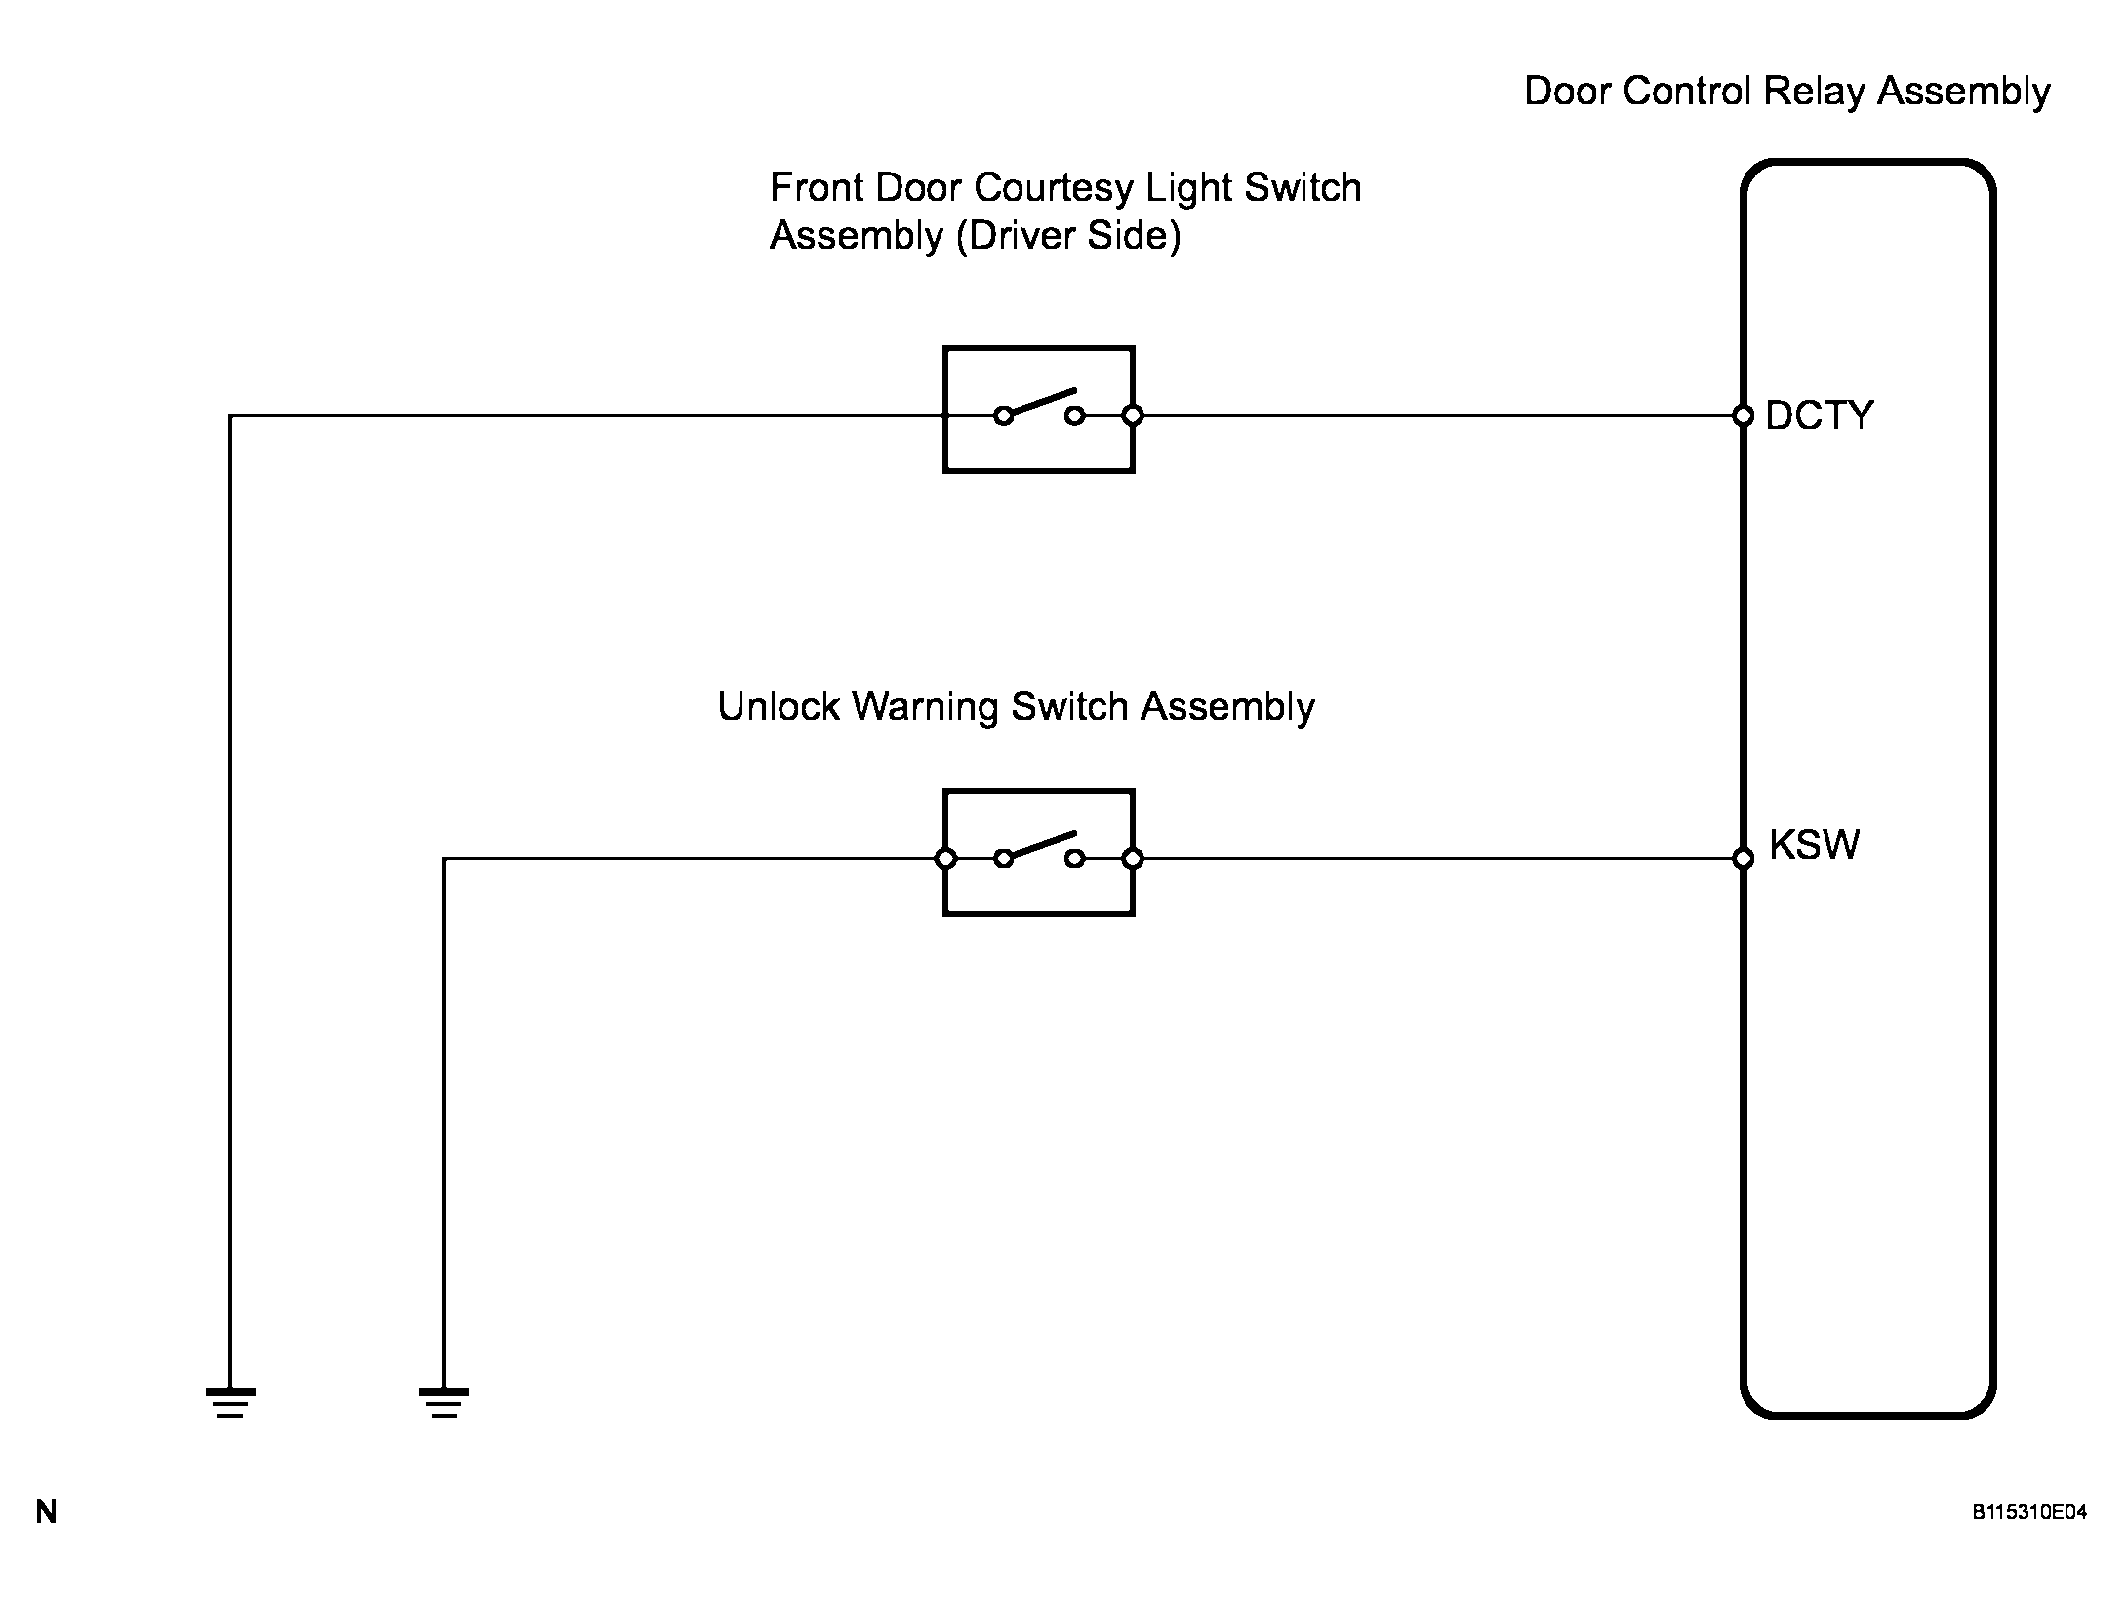 Door Control Relay Assembly
Front Door Courtesy Light Switch
Assembly (Driver Side)
DCTY
Unlock Warning Switch Assembly
KSW
N
B115310E04